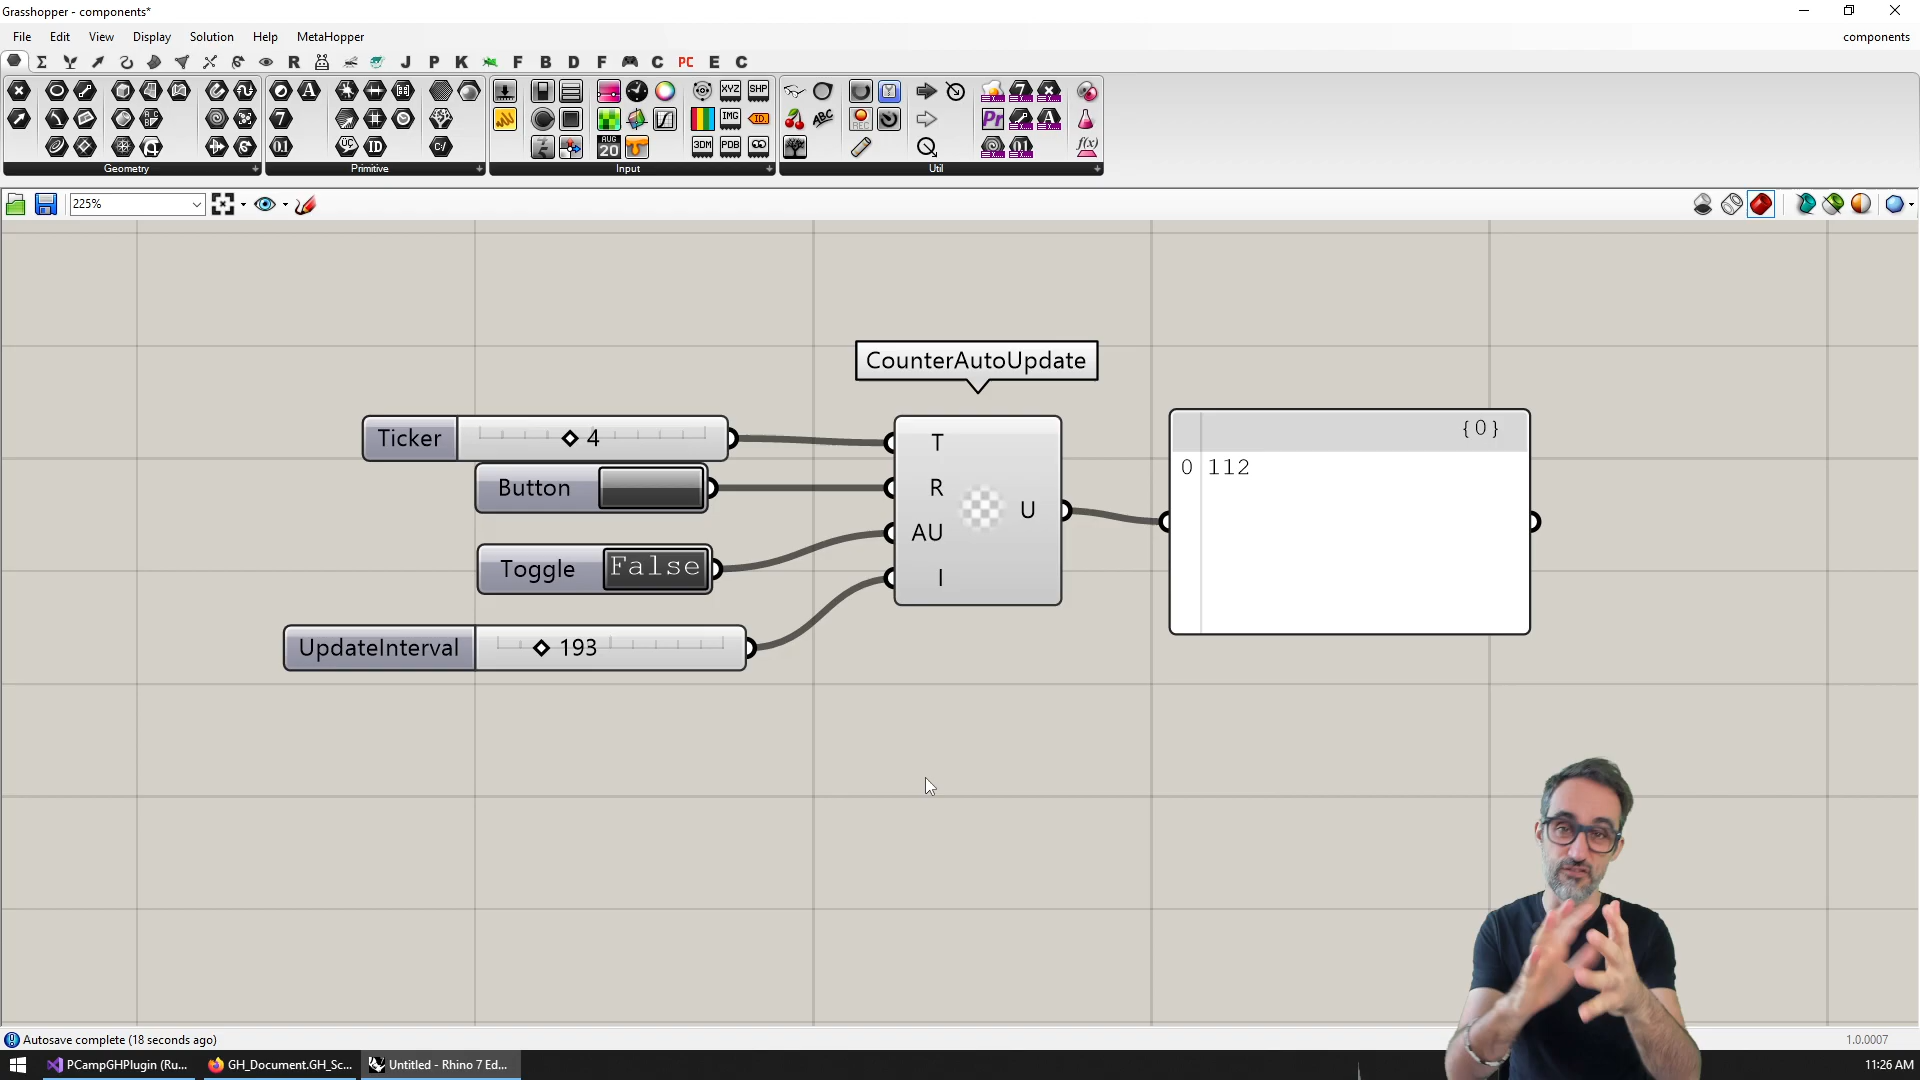 Grasshopper - components*
File Edit View Display Solution Help MetaHopper
components
R J P K F B D F C PC E C
Geometry
Primitive
Input
Util
225%
CounterAutoUpdate
Ticker 4
Button
Toggle False
UpdateInterval 193
T
R
AU
I
U
{0}
0 112
Autosave complete (18 seconds ago)
1.0.0007
PCampGHPlugin (Ru...
GH_Document.GH_Sc...
Untitled - Rhino 7 Ed...
11:26 AM